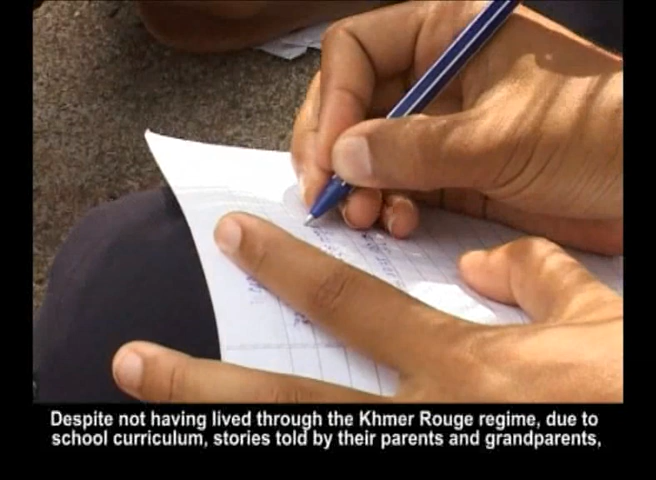 Despite not having lived through the Khmer Rouge regime, due to
school curriculum, stories told by their parents and grandparents,